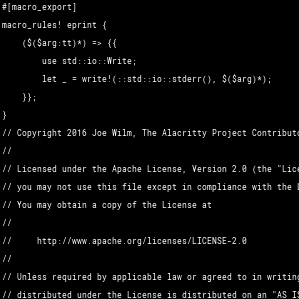 #[macro_export]
macro_rules! eprint {
    ($($arg:tt)*) => {{
        use std::io::Write;
        let _ = write!(::std::io::stderr(), $($arg)*);
    }};
}
// Copyright 2016 Joe Wilm, The Alacritty Project Contributo
//
// Licensed under the Apache License, Version 2.0 (the "Lice
// you may not use this file except in compliance with the L
// You may obtain a copy of the License at
//
//     http://www.apache.org/licenses/LICENSE-2.0
//
// Unless required by applicable law or agreed to in writing
// distributed under the License is distributed on an "AS IS